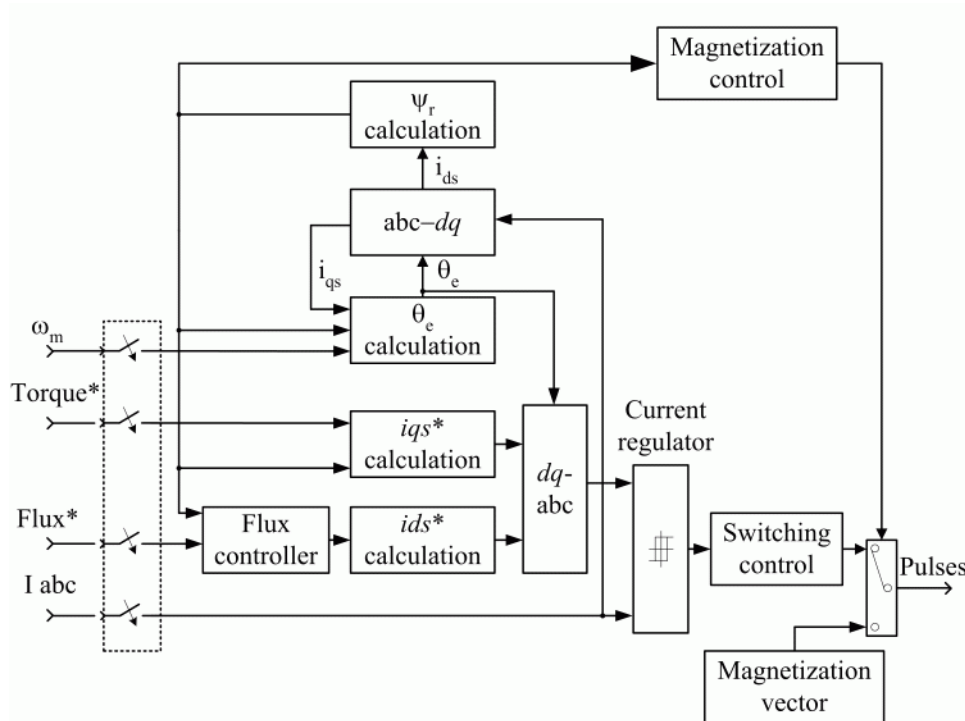 Magnetization
control
ψr
calculation
ids
abc–dq
iqs
θe
θe
calculation
ωm
Torque*
iqs*
calculation
Current
regulator
dq-
abc
Flux*
Flux
controller
ids*
calculation
Switching
control
Pulses
I abc
Magnetization
vector